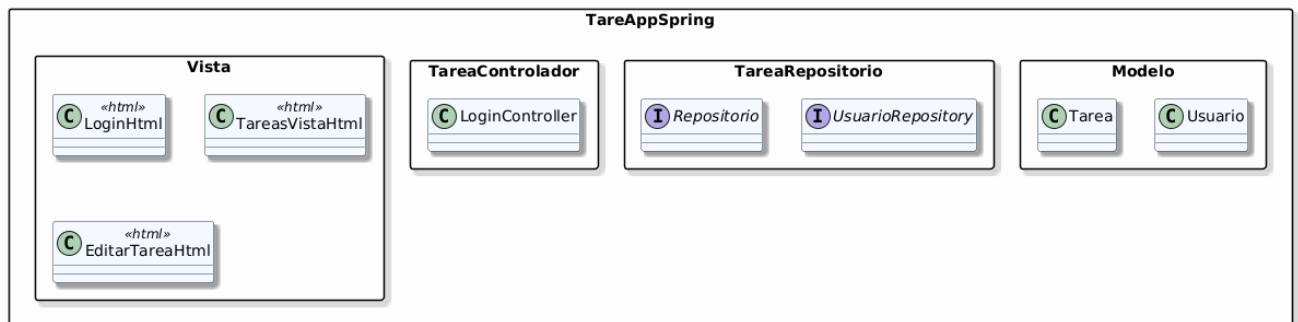 TareAppSpring
Vista
C «html» LoginHtml
C «html» TareasVistaHtml
C «html» EditarTareaHtml
TareaControlador
C LoginController
TareaRepositorio
I Repositorio
I UsuarioRepository
Modelo
C Tarea
C Usuario